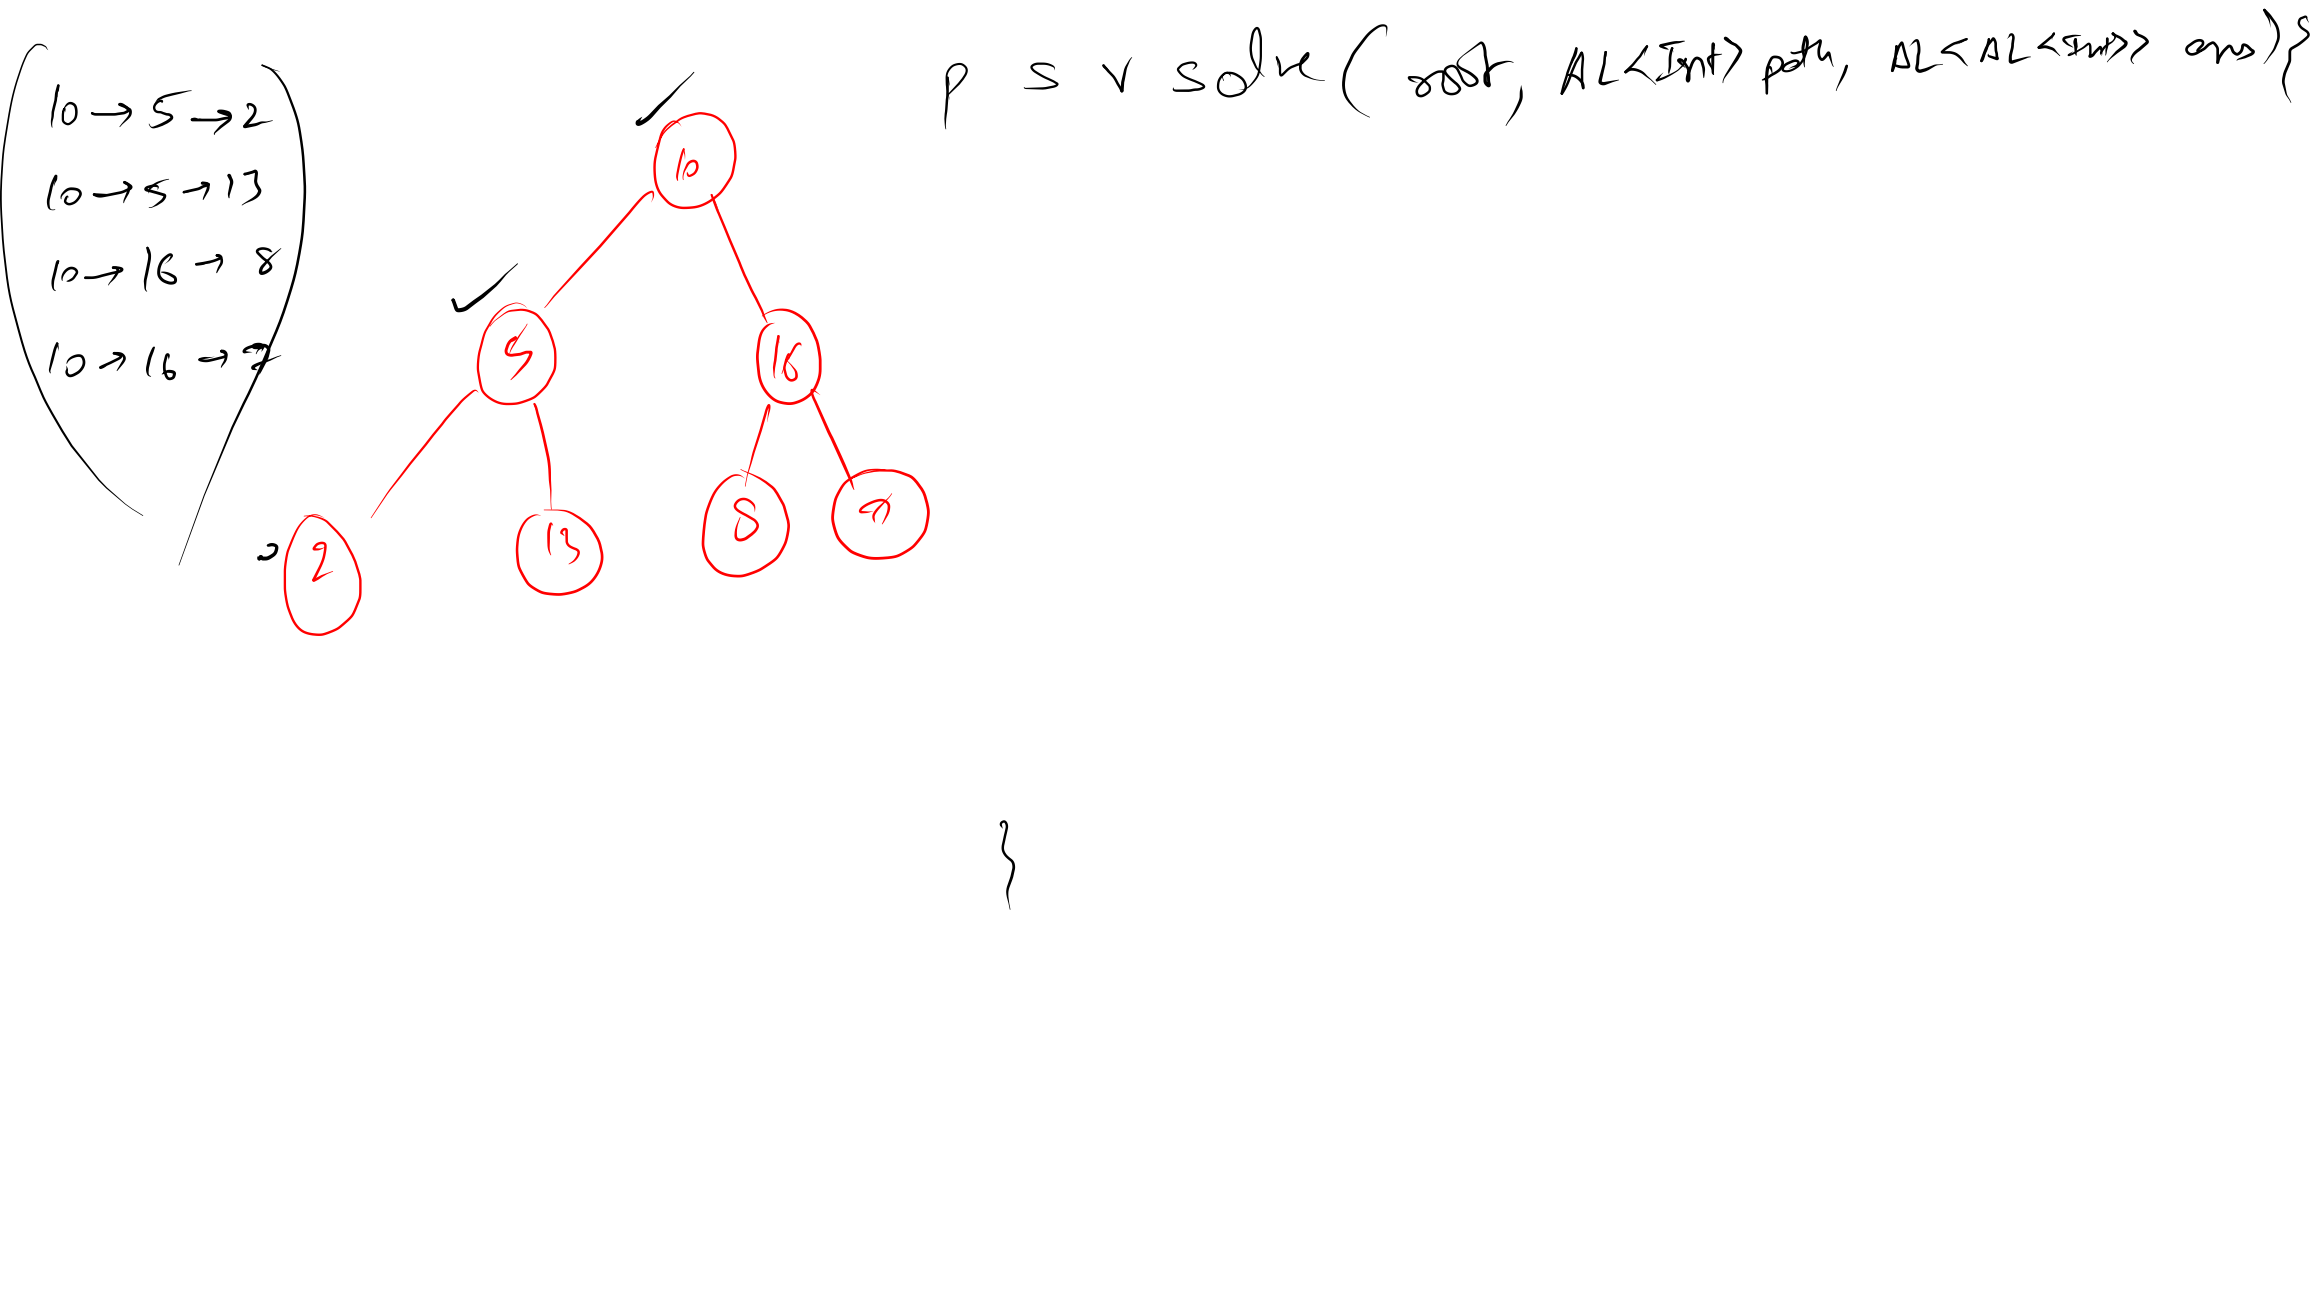 p s v solve(root, AL<Int> path, AL<AL<Int>> ans){
10 → 5 → 2
10 → 5 → 13
10 → 16 → 8
10 → 16 → 7
10
5 16
2 13 8 7
}